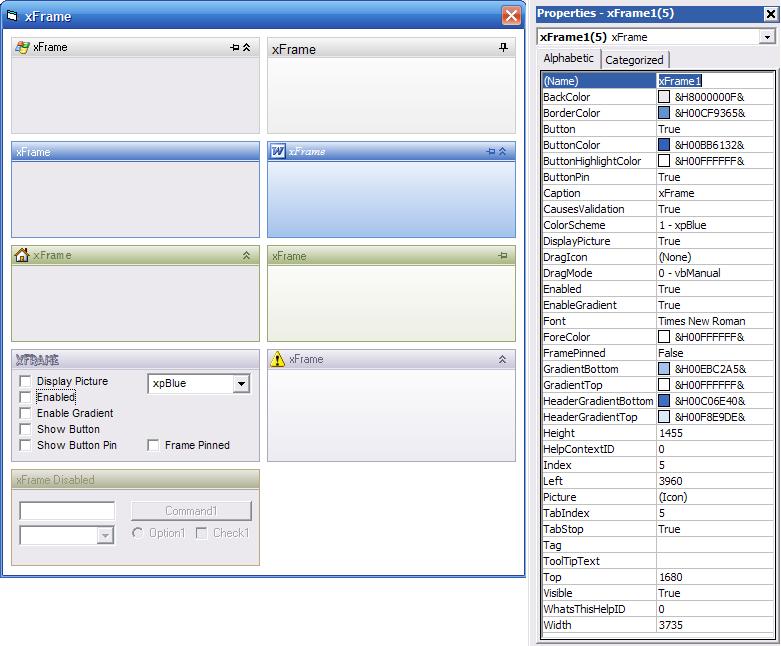 xFrame
xFrame
xFrame
xFrame
W xFrame
xFrame
xFrame
XFRAME
Display Picture
xpBlue
Enabled
Enable Gradient
Show Button
Show Button Pin
Frame Pinned
xFrame
xFrame Disabled
Command1
Option1
Check1
Properties - xFrame1(5)
xFrame1(5) xFrame
Alphabetic Categorized
(Name) xFrame1
BackColor &H8000000F&
BorderColor &H00CF9365&
Button True
ButtonColor &H00BB6132&
ButtonHighlightColor &H00FFFFFF&
ButtonPin True
Caption xFrame
CausesValidation True
ColorScheme 1 - xpBlue
DisplayPicture True
DragIcon (None)
DragMode 0 - vbManual
Enabled True
EnableGradient True
Font Times New Roman
ForeColor &H00FFFFFF&
FramePinned False
GradientBottom &H00EBC2A5&
GradientTop &H00FFFFFF&
HeaderGradientBottom &H00C06E40&
HeaderGradientTop &H00F8E9DE&
Height 1455
HelpContextID 0
Index 5
Left 3960
Picture (Icon)
TabIndex 5
TabStop True
Tag
ToolTipText
Top 1680
Visible True
WhatsThisHelpID 0
Width 3735